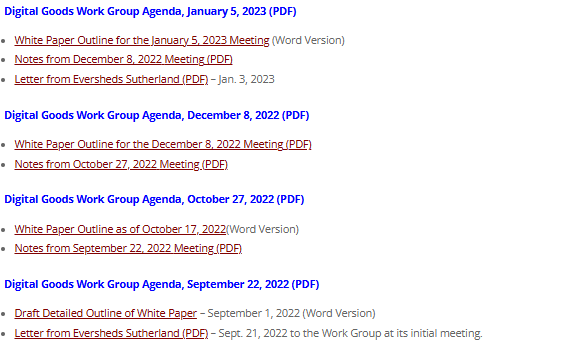 Digital Goods Work Group Agenda, January 5, 2023 (PDF)
White Paper Outline for the January 5, 2023 Meeting (Word Version)
Notes from December 8, 2022 Meeting (PDF)
Letter from Eversheds Sutherland (PDF) – Jan. 3, 2023
Digital Goods Work Group Agenda, December 8, 2022 (PDF)
White Paper Outline for the December 8, 2022 Meeting (PDF)
Notes from October 27, 2022 Meeting (PDF)
Digital Goods Work Group Agenda, October 27, 2022 (PDF)
White Paper Outline as of October 17, 2022(Word Version)
Notes from September 22, 2022 Meeting (PDF)
Digital Goods Work Group Agenda, September 22, 2022 (PDF)
Draft Detailed Outline of White Paper – September 1, 2022 (Word Version)
Letter from Eversheds Sutherland (PDF) – Sept. 21, 2022 to the Work Group at its initial meeting.